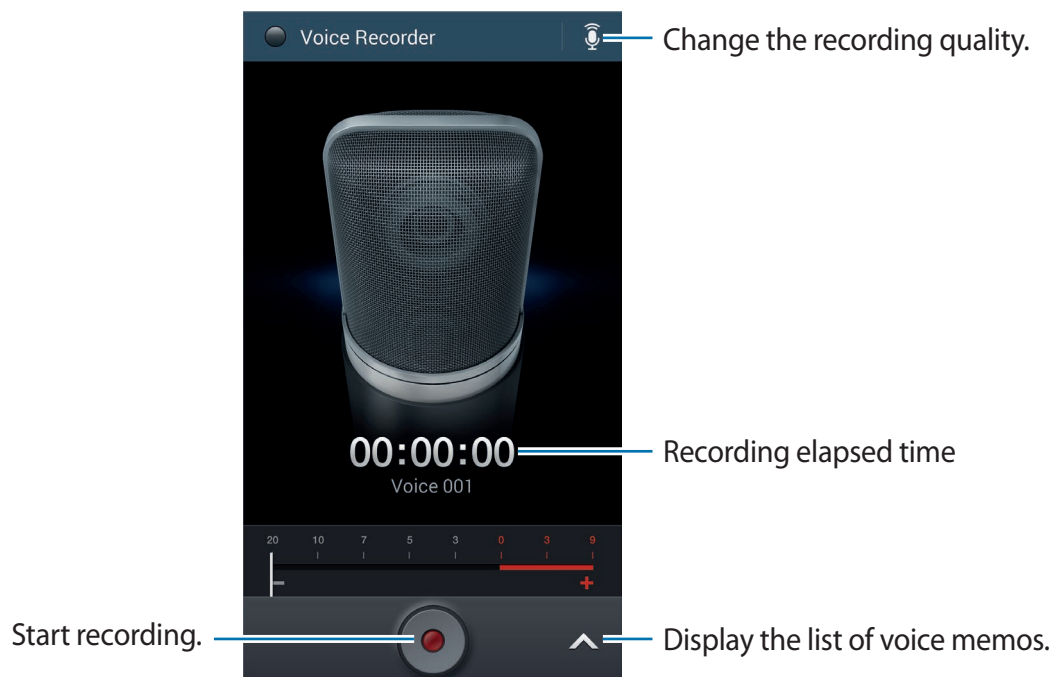 Voice Recorder
Change the recording quality.
00:00:00
Recording elapsed time
Voice 001
20 10 7 5 3 0 3 9
− +
Start recording.
Display the list of voice memos.